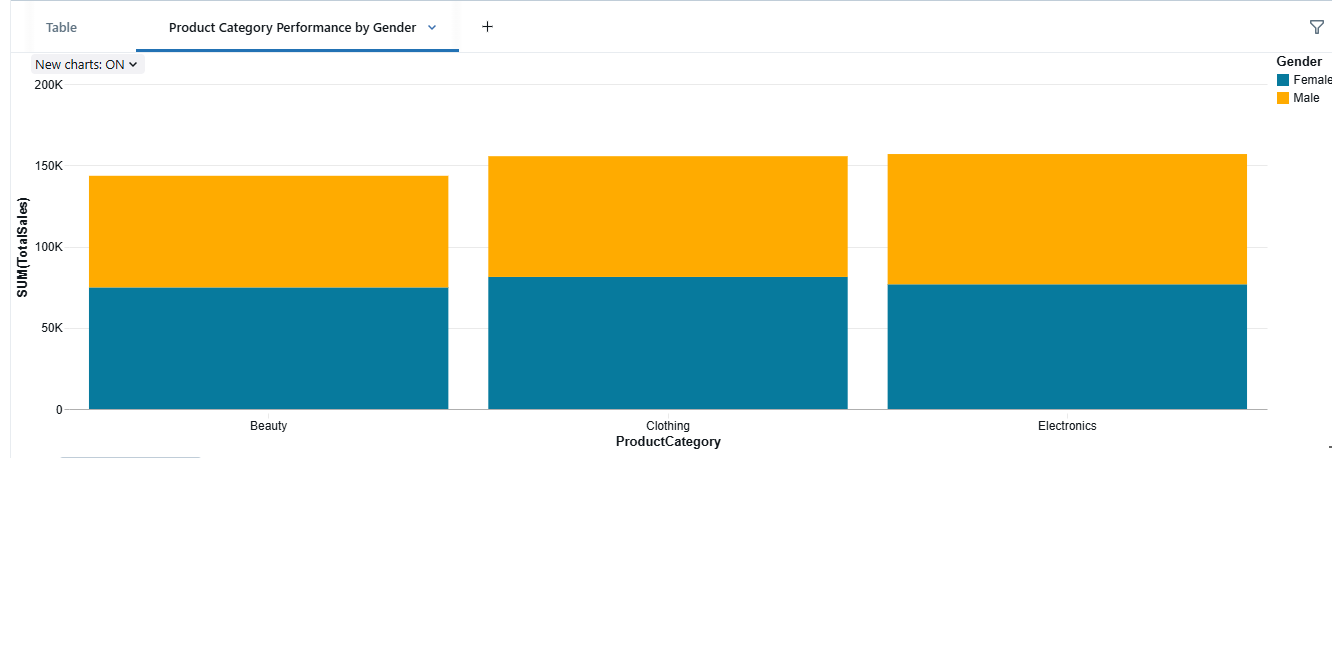 Table
Product Category Performance by Gender
+
New charts: ON
Gender
Female
Male
200K
150K
100K
50K
0
SUM(TotalSales)
Beauty
Clothing
Electronics
ProductCategory